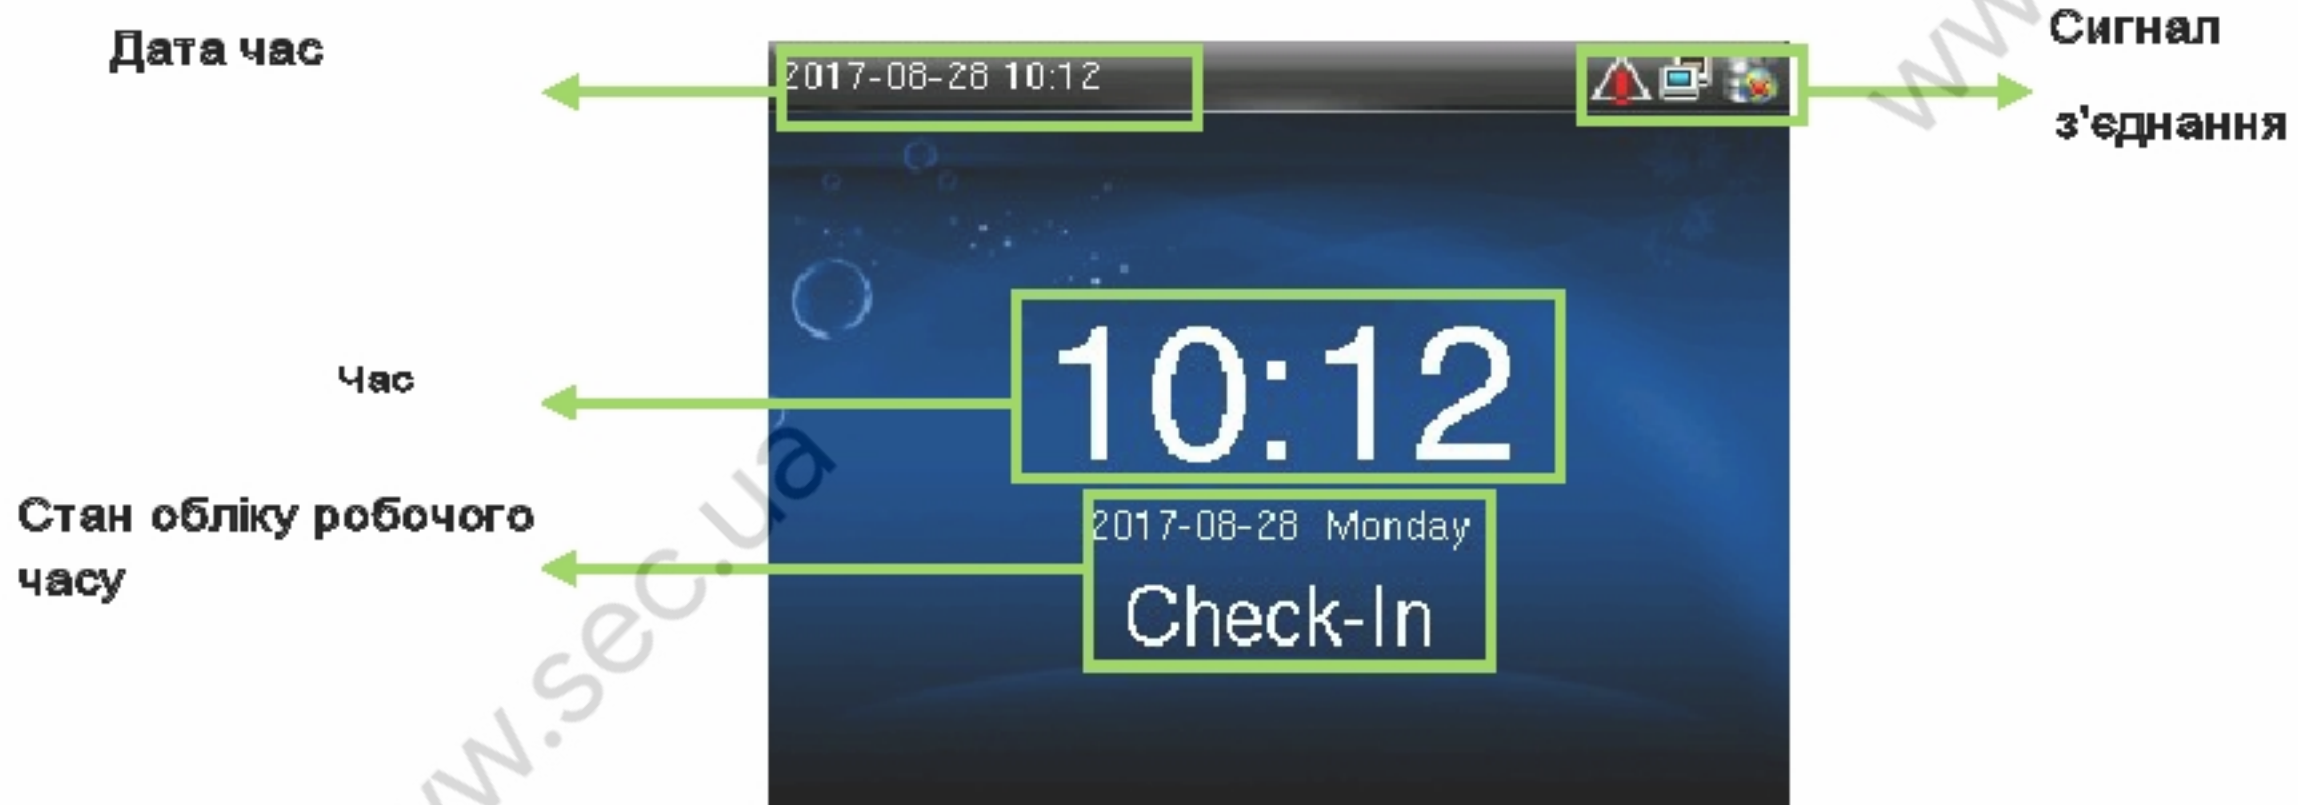 Дата час
2017-08-28 10:12
Сигнал
з'єднання
Час
10:12
Стан обліку робочого
часу
2017-08-28 Monday
Check-In
w.sec.ua
ww